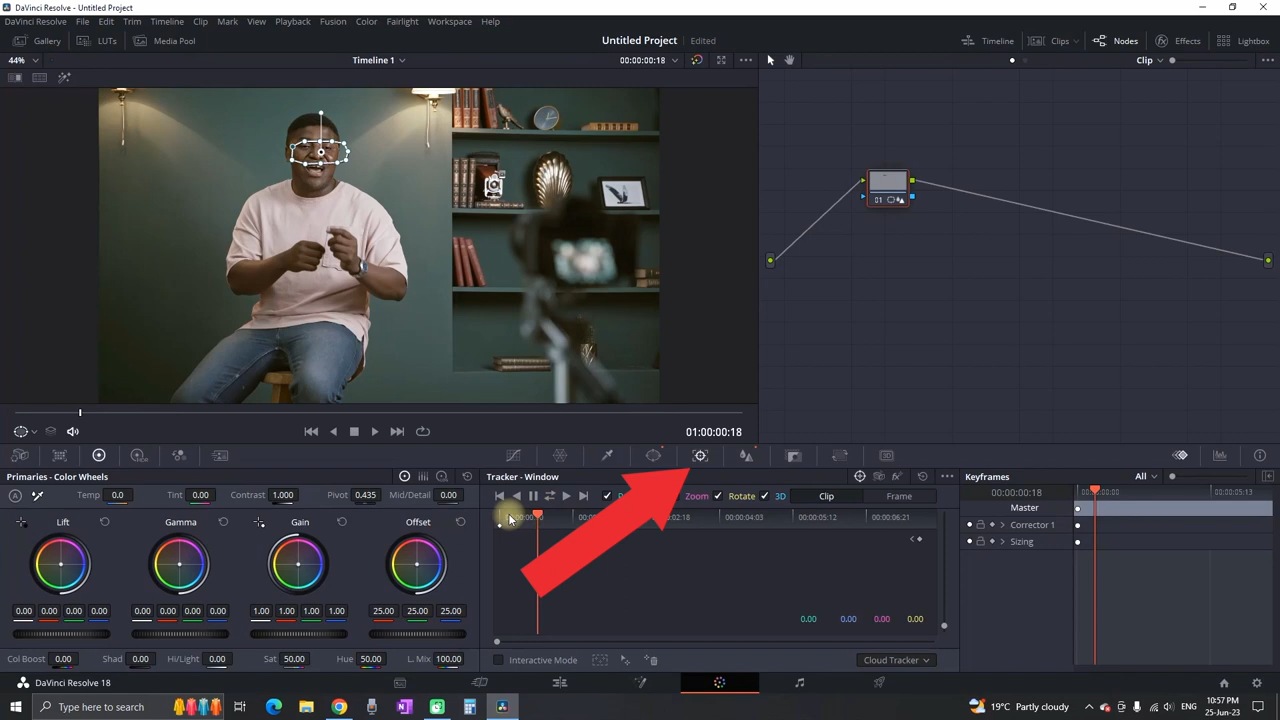 DaVinci Resolve - Untitled Project
DaVinci Resolve File Edit Trim Timeline Clip Mark View Playback Fusion Color Fairlight Workspace Help
Gallery LUTs Media Pool Untitled Project Edited Timeline Clips Nodes Effects Lightbox
44% Timeline 1 00:00:00:18 Clip
01
01:00:00:18
Primaries - Color Wheels Tracker - Window Keyframes All
Temp 0.0 Tint 0.00 Contrast 1.000 Pivot 0.435 Mid/Detail 0.00
Zoom Rotate 3D Clip Frame
00:00:00:18 00:00:05:13
Lift Gamma Gain Offset
04:03 00:00:05:12 00:00:06:21
Master
Corrector 1
Sizing
0.00 0.00 0.00 0.00 0.00 0.00 0.00 0.00 1.00 1.00 1.00 1.00 25.00 25.00 25.00
0.00 0.00 0.00 0.00
Col Boost 0.00 Shad 0.00 Hi/Light 0.00 Sat 50.00 Hue 50.00 L. Mix 100.00
Interactive Mode Cloud Tracker
DaVinci Resolve 18
Type here to search 19°C Partly cloudy 10:57 PM
25-Jun-23